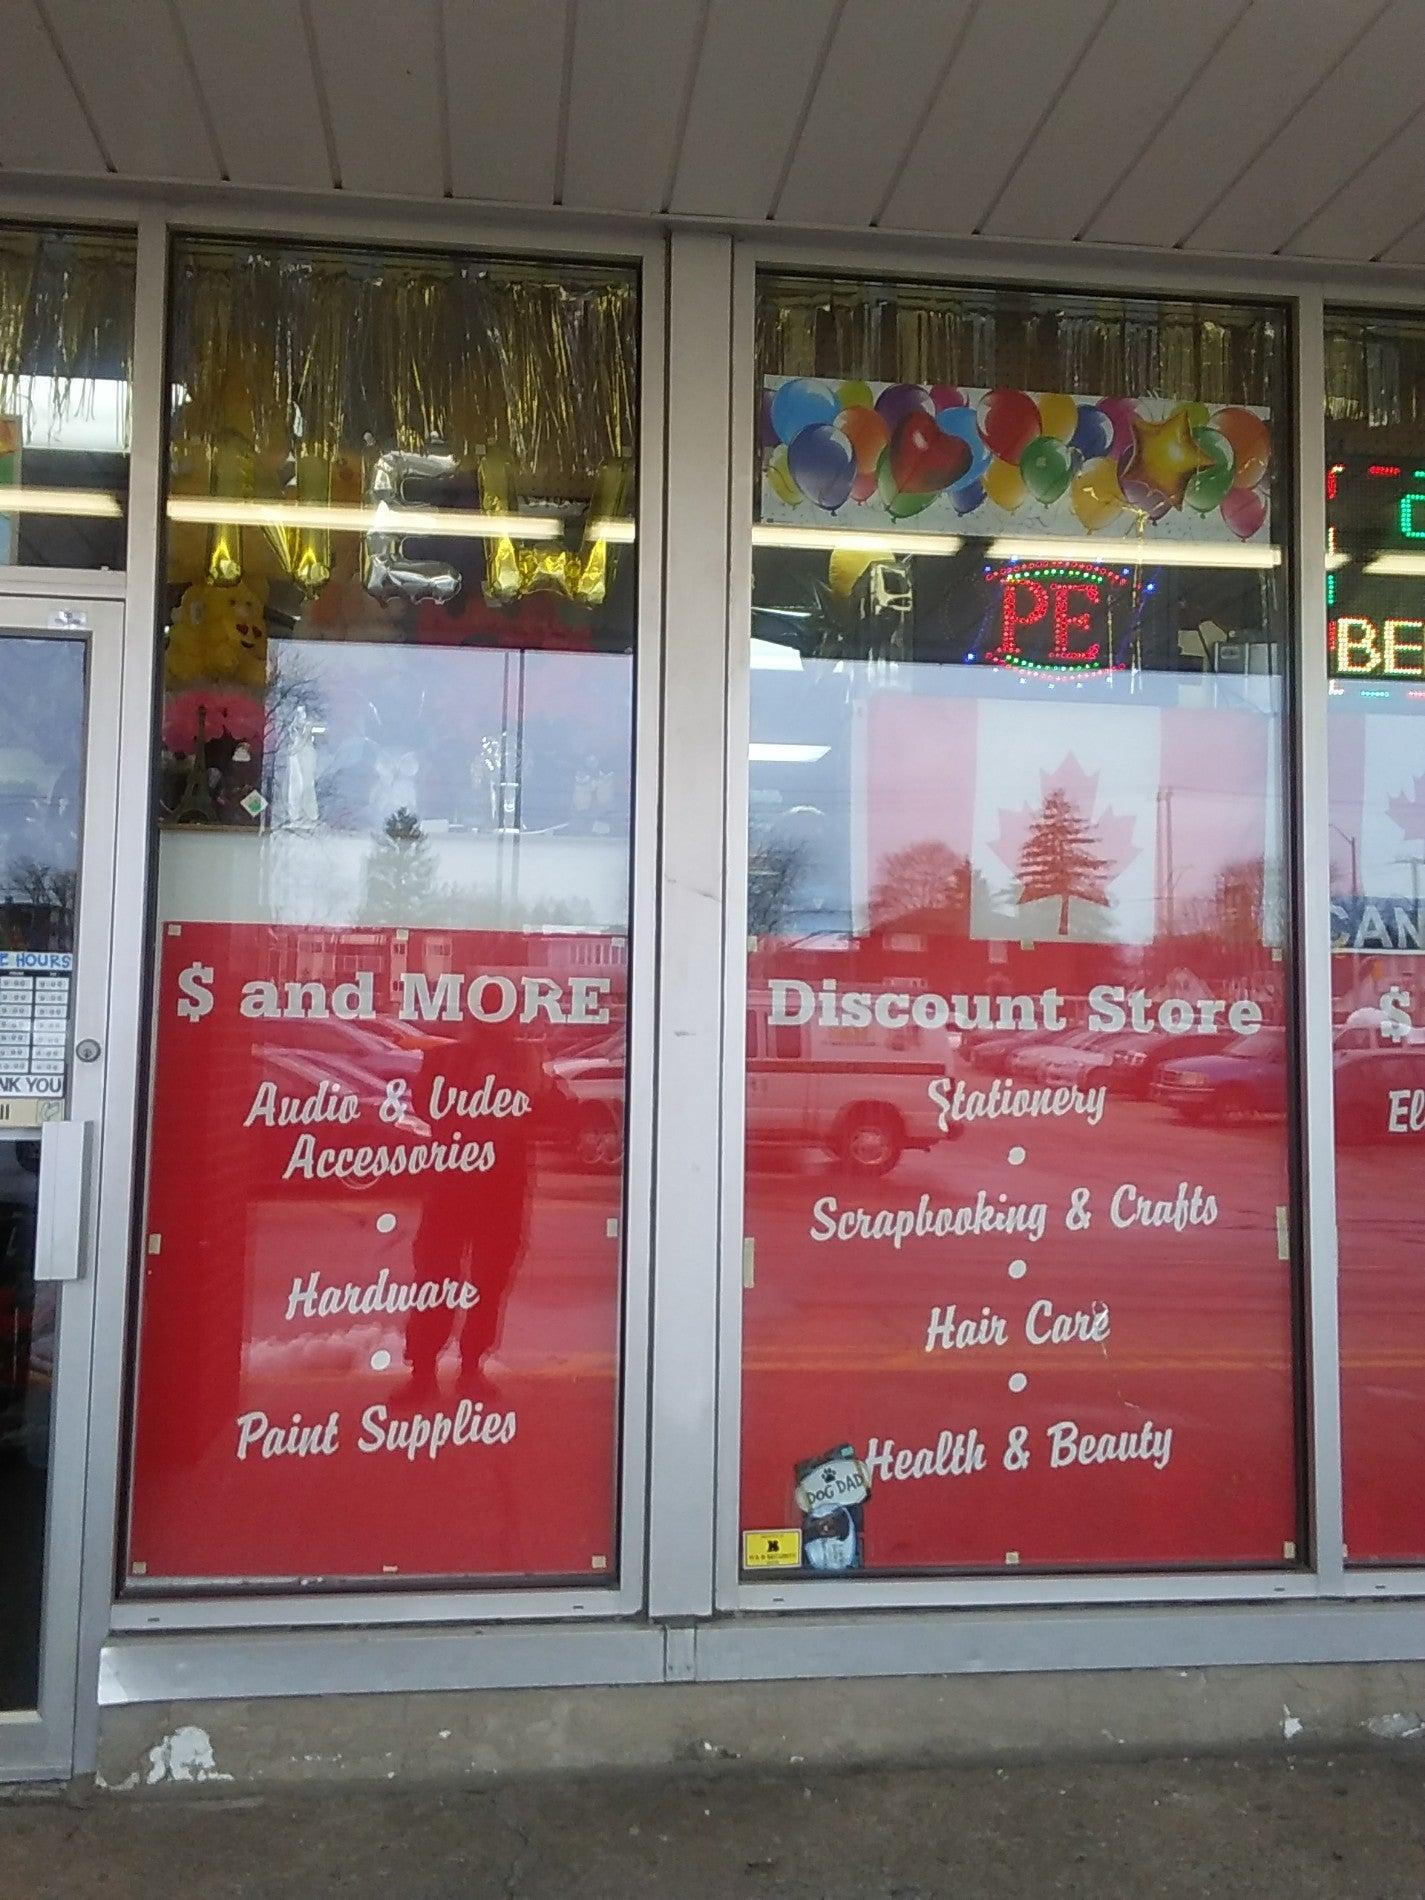 NEW
PE
BE
CAN
E HOURS
NK YOU
$ and MORE
Audio & Video
Accessories
•
Hardware
•
Paint Supplies
Discount Store
Stationery
•
Scrapbooking & Crafts
•
Hair Care
•
Health & Beauty
DOG DAD
$
El